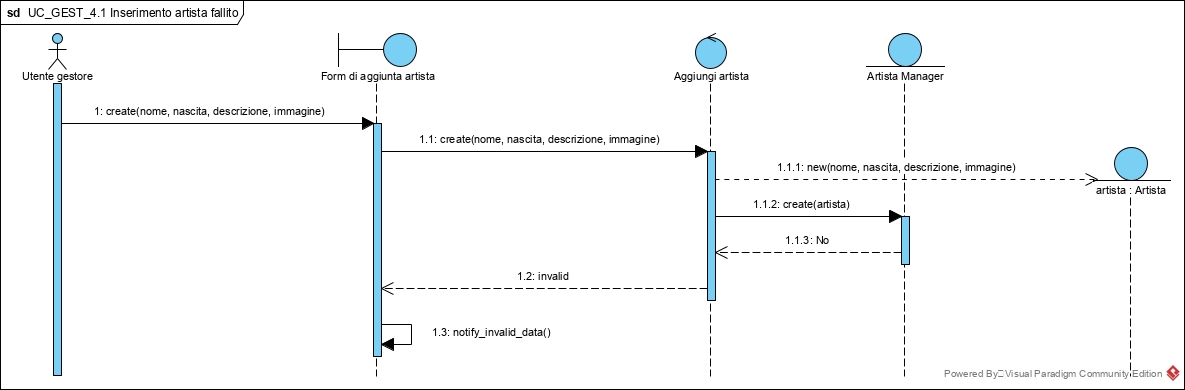 sd UC_GEST_4.1 Inserimento artista fallito
Utente gestore
Form di aggiunta artista
Aggiungi artista
Artista Manager
1: create(nome, nascita, descrizione, immagine)
1.1: create(nome, nascita, descrizione, immagine)
1.1.1: new(nome, nascita, descrizione, immagine)
artista : Artista
1.1.2: create(artista)
1.1.3: No
1.2: invalid
1.3: notify_invalid_data()
Powered By Visual Paradigm Community Edition